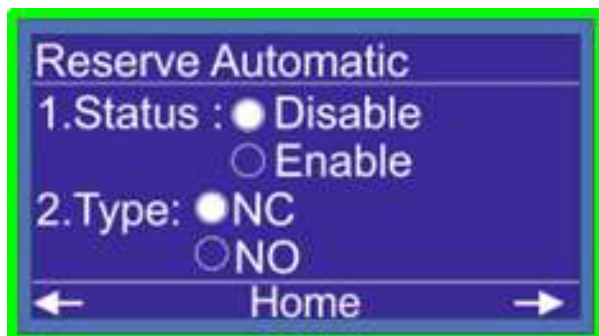 Reserve Automatic
1.Status : Disable
Enable
2.Type: NC
NO
Home